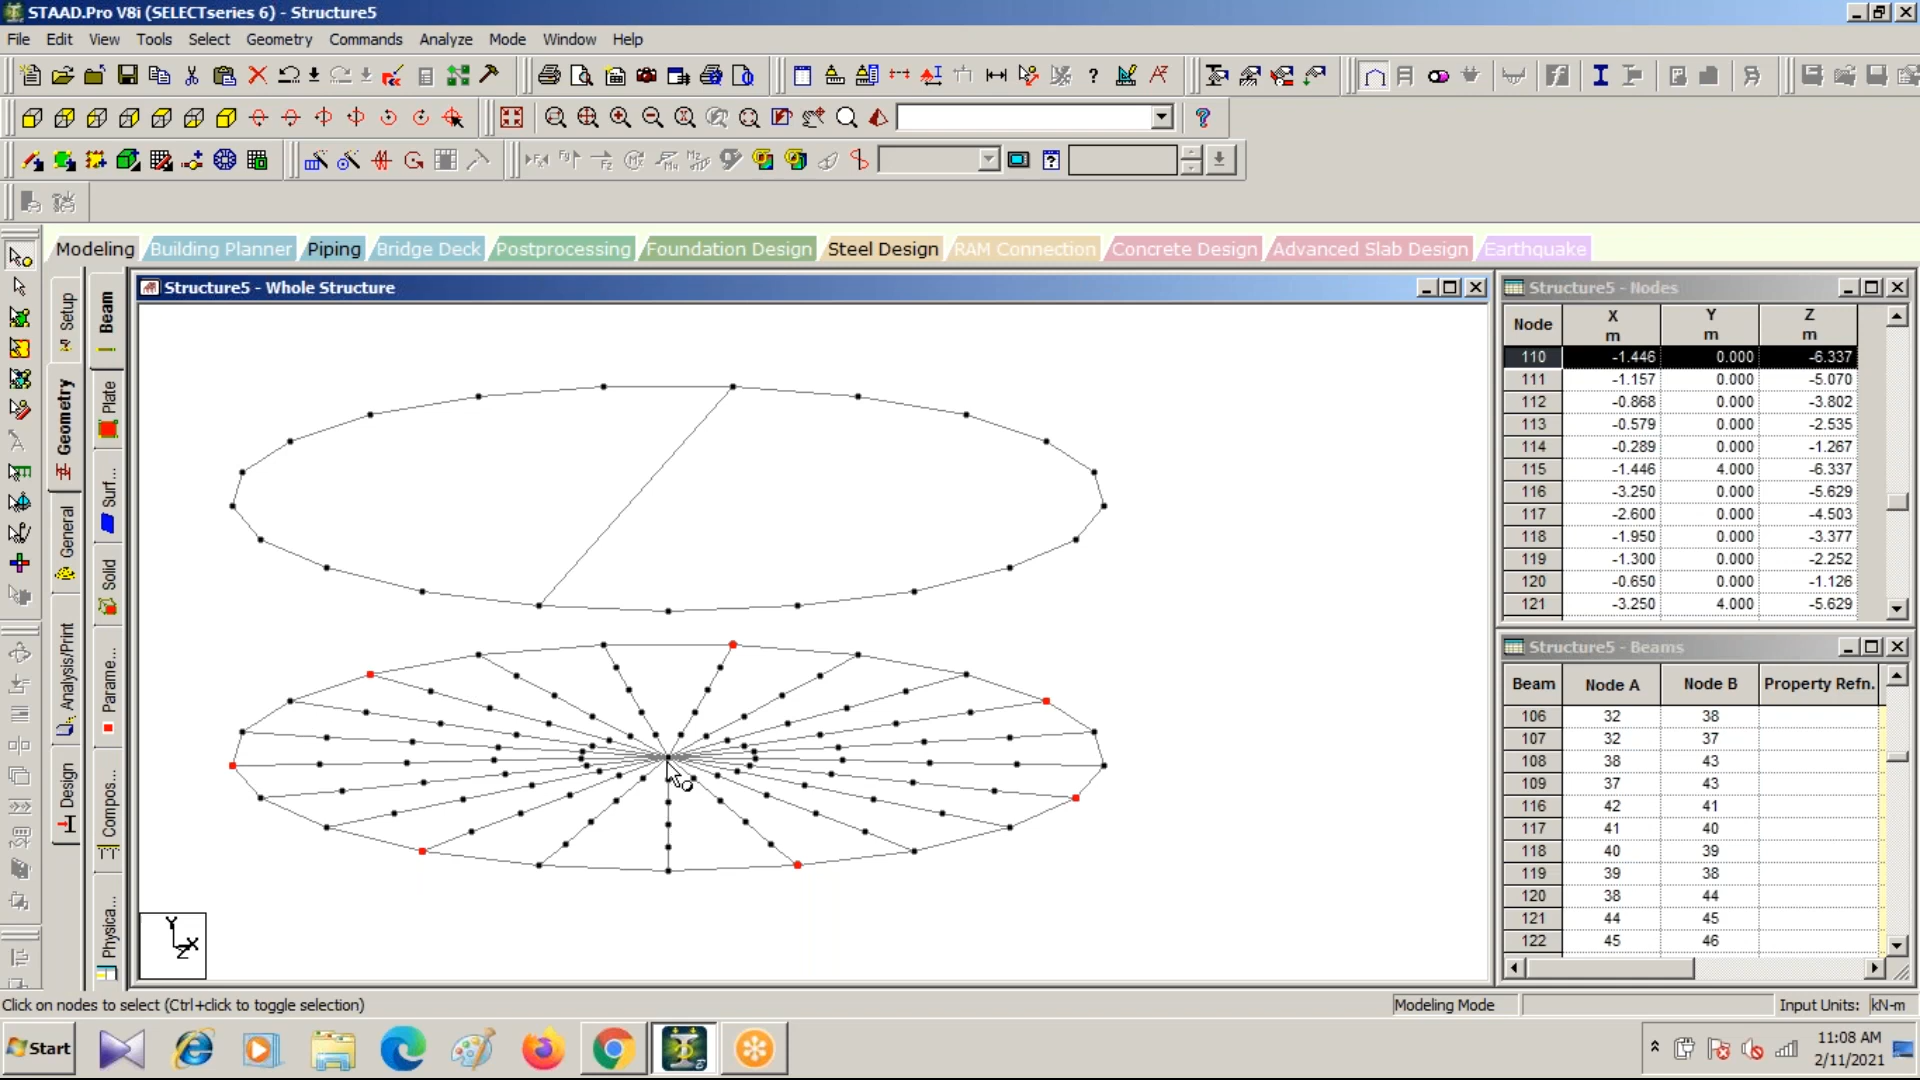 STAAD.Pro V8i (SELECTseries 6) - Structure5
File Edit View Tools Select Geometry Commands Analyze Mode Window Help
Modeling Building Planner Piping Bridge Deck Postprocessing Foundation Design Steel Design RAM Connection Concrete Design Advanced Slab Design Earthquake
Setup
Geometry
General
Analysis/Print
Design
Beam
Plate
Surf...
Solid
Parame...
Compos...
Physica...
Structure5 - Whole Structure
Y
X
Z
Structure5 - Nodes
Node X m Y m Z m
110 -1.446 0.000 -6.337
111 -1.157 0.000 -5.070
112 -0.868 0.000 -3.802
113 -0.579 0.000 -2.535
114 -0.289 0.000 -1.267
115 -1.446 4.000 -6.337
116 -3.250 0.000 -5.629
117 -2.600 0.000 -4.503
118 -1.950 0.000 -3.377
119 -1.300 0.000 -2.252
120 -0.650 0.000 -1.126
121 -3.250 4.000 -5.629
Structure5 - Beams
Beam Node A Node B Property Refn.
106 32 38
107 32 37
108 38 43
109 37 43
116 42 41
117 41 40
118 40 39
119 39 38
120 38 44
121 44 45
122 45 46
Click on nodes to select (Ctrl+click to toggle selection)
Modeling Mode
Input Units: kN-m
Start
11:08 AM
2/11/2021